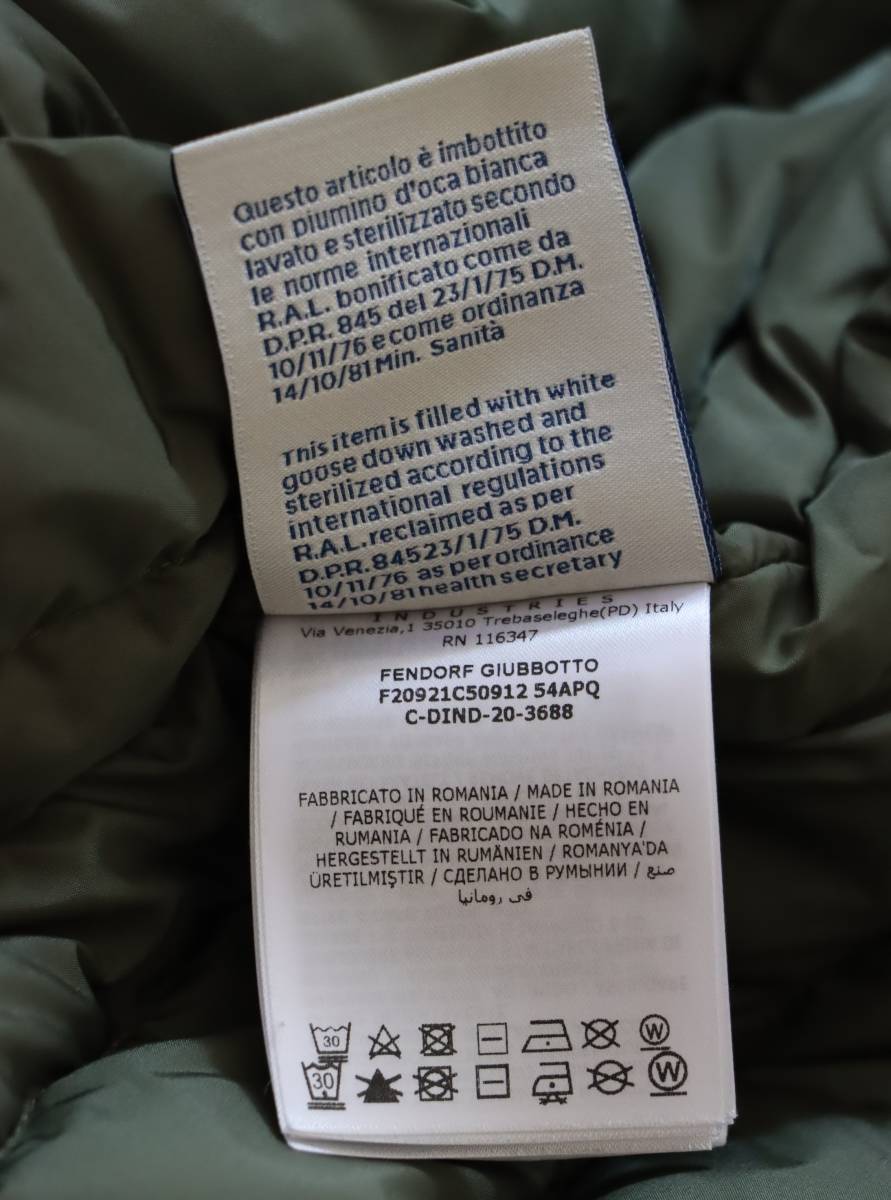 Questo articolo è imbottito
con piumino d'oca bianca
lavato e sterilizzato secondo
le norme internazionali
R.A.L. bonificato come da
D.P.R. 845 del 23/1/75 D.M.
10/11/76 e come ordinanza
14/10/81 Min. Sanità
This item is filled with white
goose down washed and
sterilized according to the
international regulations
R.A.L. reclaimed as per
D.P.R. 845 23/1/75 D.M.
10/11/76 as per ordinance
14/10/81 health secretary
INDUSTRIES
Via Venezia,1 35010 Trebaseleghe(PD) Italy
RN 116347
FENDORF GIUBBOTTO
F20921C50912 54APQ
C-DIND-20-3688
FABBRICATO IN ROMANIA / MADE IN ROMANIA
/ FABRIQUÉ EN ROUMANIE / HECHO EN
RUMANIA / FABRICADO NA ROMÉNIA /
HERGESTELLT IN RUMÄNIEN / ROMANYA'DA
ÜRETILMIŞTIR / СДЕЛАНО В РУМЫНИИ / صنع
في رومانيا
30 W
30 W